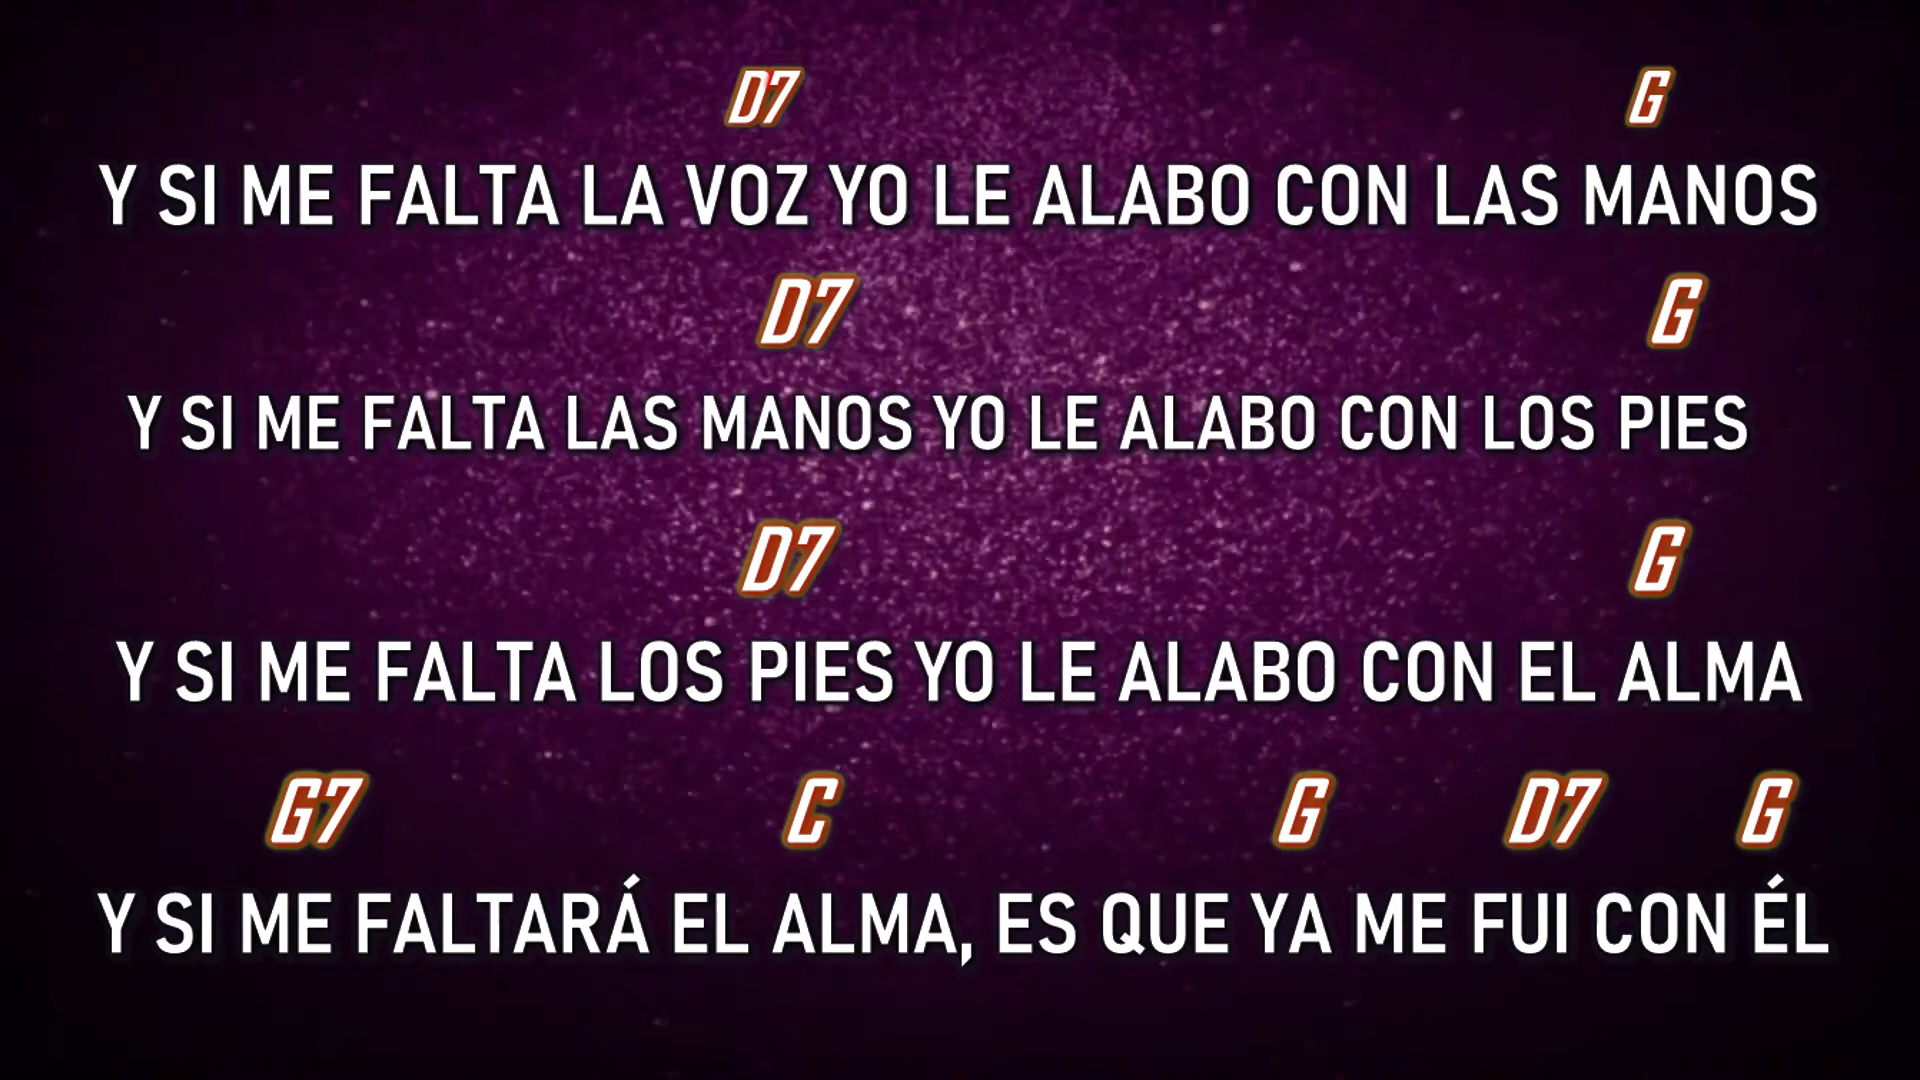 D7 G
Y SI ME FALTA LA VOZ YO LE ALABO CON LAS MANOS
D7 G
Y SI ME FALTA LAS MANOS YO LE ALABO CON LOS PIES
D7 G
Y SI ME FALTA LOS PIES YO LE ALABO CON EL ALMA
G7 C G D7 G
Y SI ME FALTARÁ EL ALMA, ES QUE YA ME FUI CON ÉL